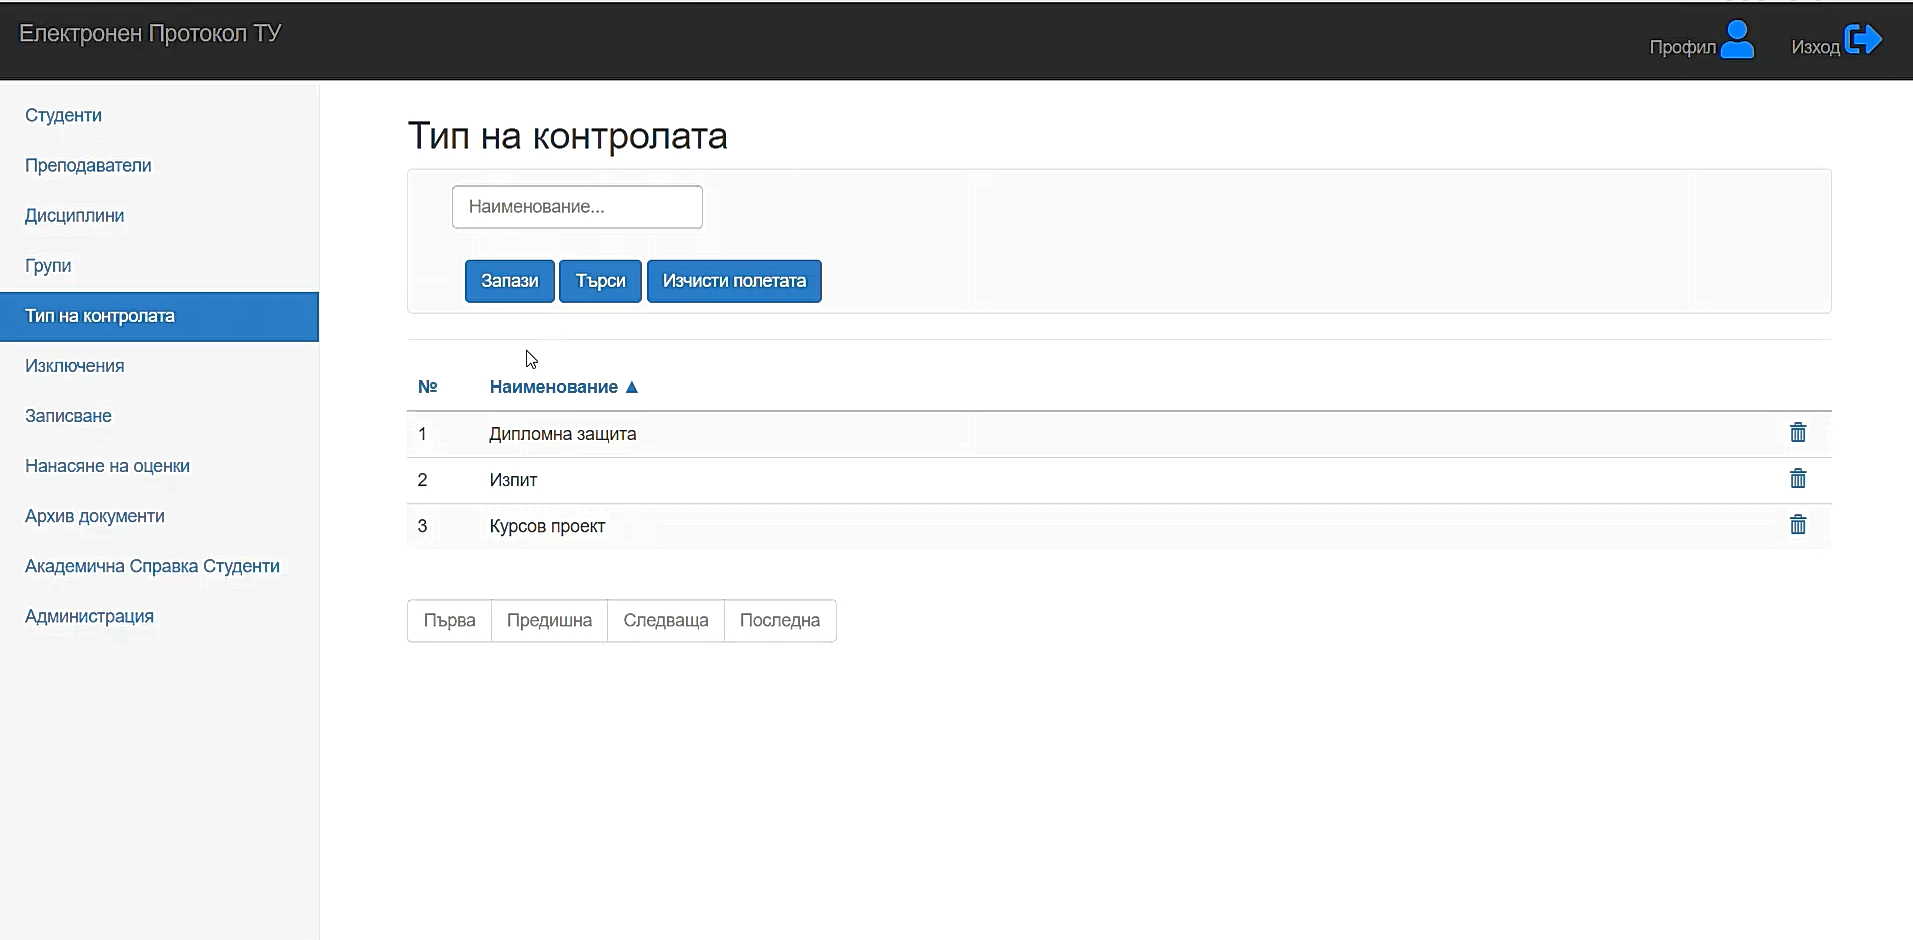 Електронен Протокол ТУ
Профил
Изход
Студенти
Преподаватели
Дисциплини
Групи
Тип на контролата
Изключения
Записване
Нанасяне на оценки
Архив документи
Академична Справка Студенти
Администрация
Тип на контролата
Наименование...
Запази Търси Изчисти полетата
№ Наименование ▲
1 Дипломна защита
2 Изпит
3 Курсов проект
Първа Предишна Следваща Последна